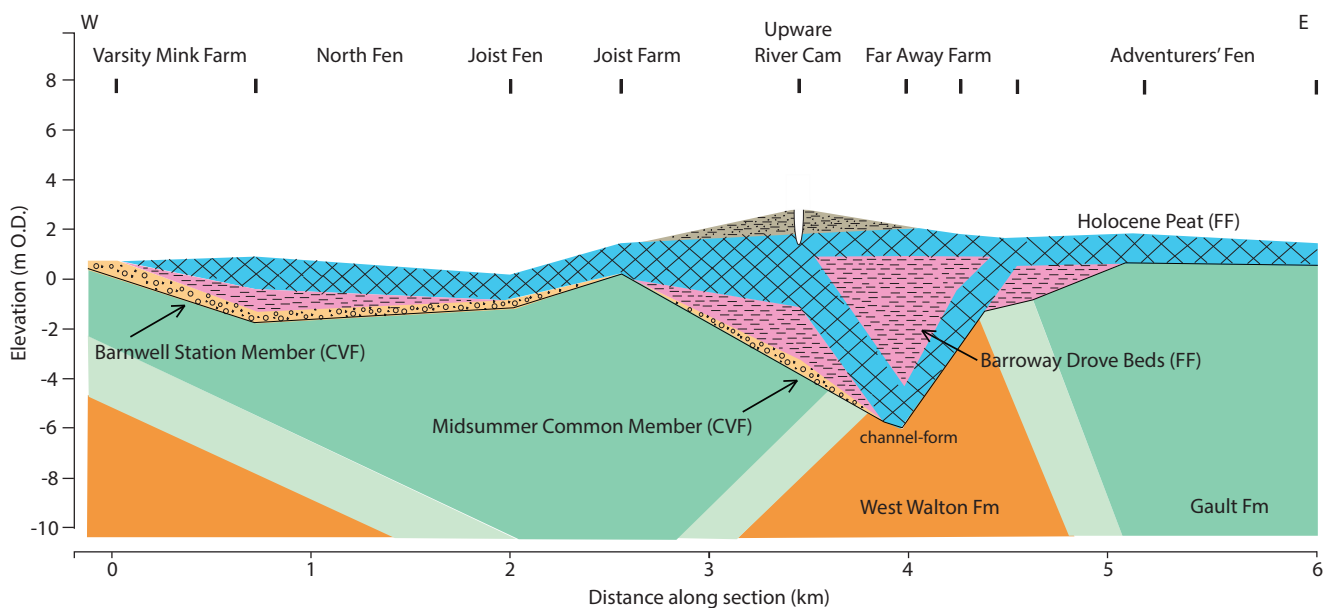 W
E
Varsity Mink Farm
North Fen
Joist Fen
Joist Farm
Upware
River Cam
Far Away Farm
Adventurers’ Fen
8
6
4
2
0
-2
-4
-6
-8
-10
Elevation (m O.D.)
Holocene Peat (FF)
Barnwell Station Member (CVF)
Barroway Drove Beds (FF)
Midsummer Common Member (CVF)
channel-form
West Walton Fm
Gault Fm
0 1 2 3 4 5 6
Distance along section (km)